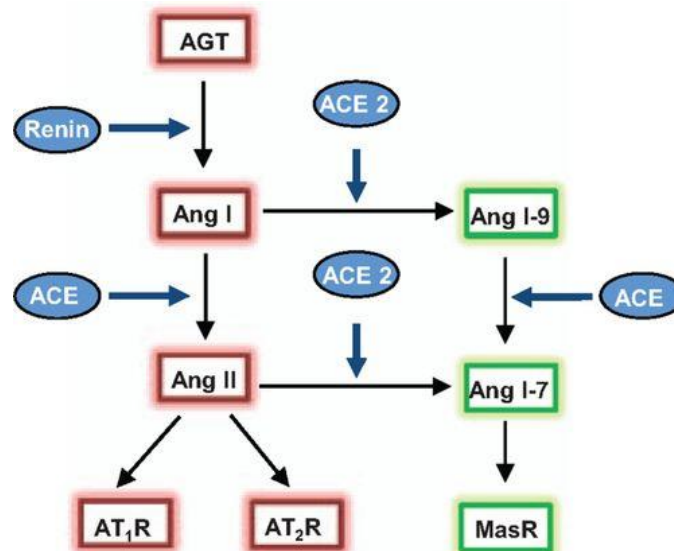 AGT
Renin
ACE 2
Ang I
Ang I-9
ACE
ACE 2
ACE
Ang II
Ang I-7
AT₁R
AT₂R
MasR